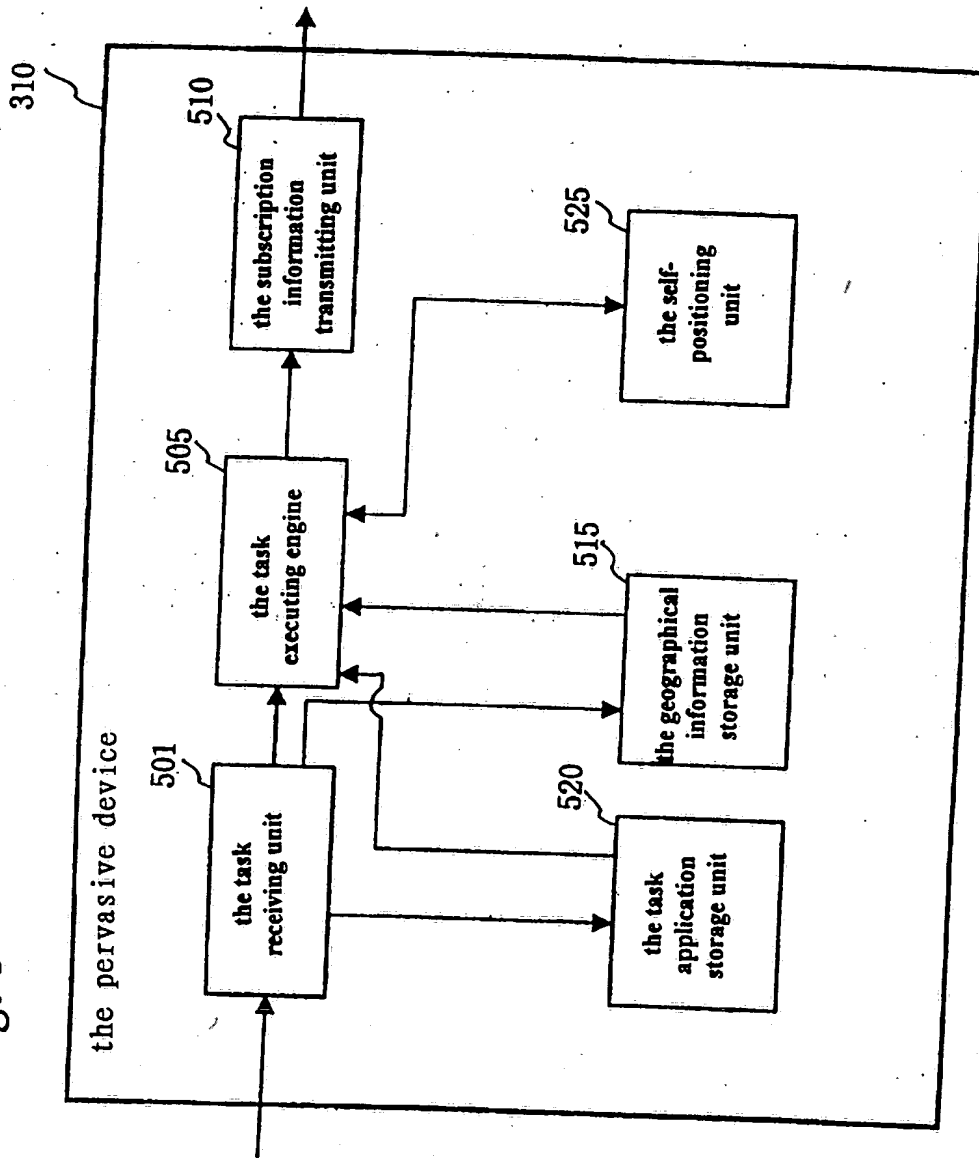 310
the pervasive device
501
the task
receiving unit
505
the task
executing engine
510
the subscription
information
transmitting unit
520
the task
application
storage unit
515
the geographical
information
storage unit
525
the self-
positioning
unit